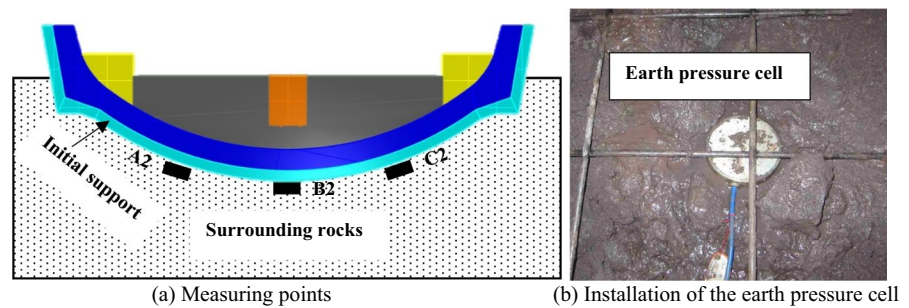 Initial support
A2
B2
C2
Surrounding rocks
Earth pressure cell
(a) Measuring points
(b) Installation of the earth pressure cell